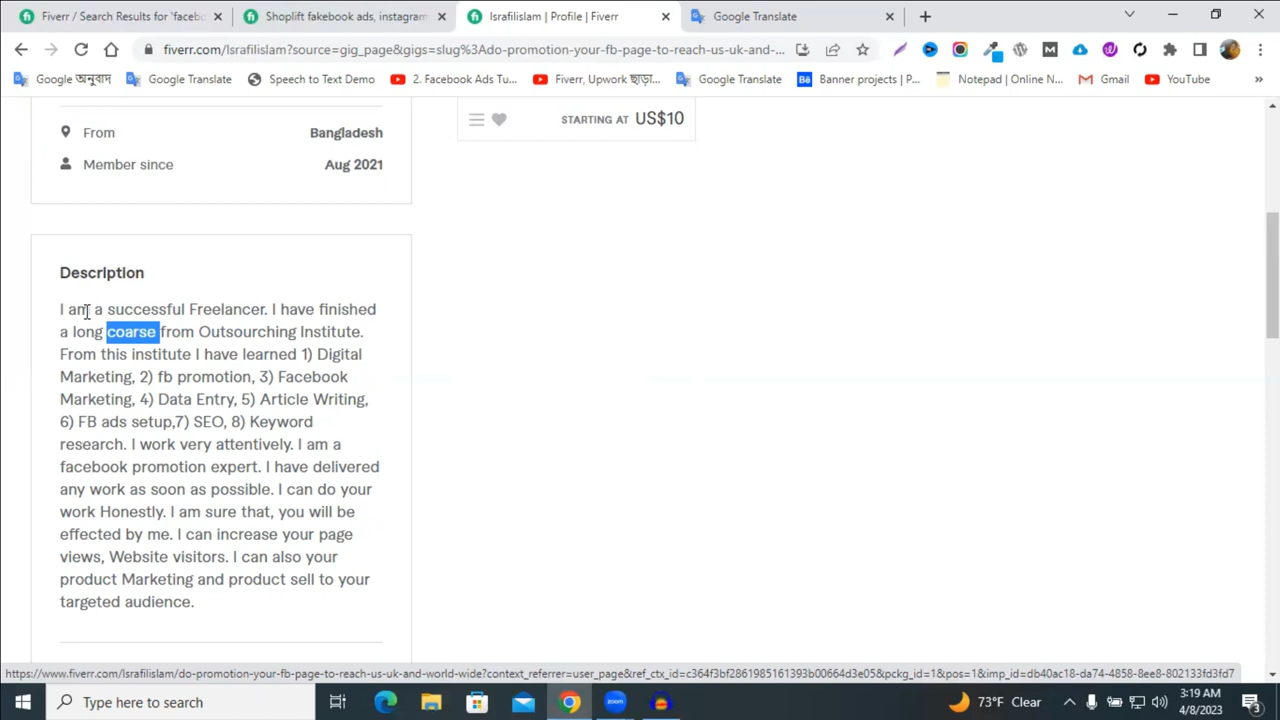 Fiverr / Search Results for 'facebo
Shoplift fakebook ads, instagram
Israfilislam | Profile | Fiverr
Google Translate
fiverr.com/Israfilislam?source=gig_page&gigs=slug%3Ado-promotion-your-fb-page-to-reach-us-uk-and-...
Google অনুবাদ
Google Translate
Speech to Text Demo
2. Facebook Ads Tu...
Fiverr, Upwork ছাড়া...
Google Translate
Banner projects | P...
Notepad | Online N...
Gmail
YouTube
STARTING AT US$10
From Bangladesh
Member since Aug 2021
Description
I am a successful Freelancer. I have finished
a long coarse from Outsourching Institute.
From this institute I have learned 1) Digital
Marketing, 2) fb promotion, 3) Facebook
Marketing, 4) Data Entry, 5) Article Writing,
6) FB ads setup,7) SEO, 8) Keyword
research. I work very attentively. I am a
facebook promotion expert. I have delivered
any work as soon as possible. I can do your
work Honestly. I am sure that, you will be
effected by me. I can increase your page
views, Website visitors. I can also your
product Marketing and product sell to your
targeted audience.
https://www.fiverr.com/Israfilislam/do-promotion-your-fb-page-to-reach-us-uk-and-world-wide?context_referrer=user_page&ref_ctx_id=c364f3bf2861985161393b00664d3e05&pckg_id=1&pos=1&imp_id=db40ac18-da74-4858-8ee8-802133fd3fd7
Type here to search
zoom
73°F Clear
3:19 AM
4/8/2023
3